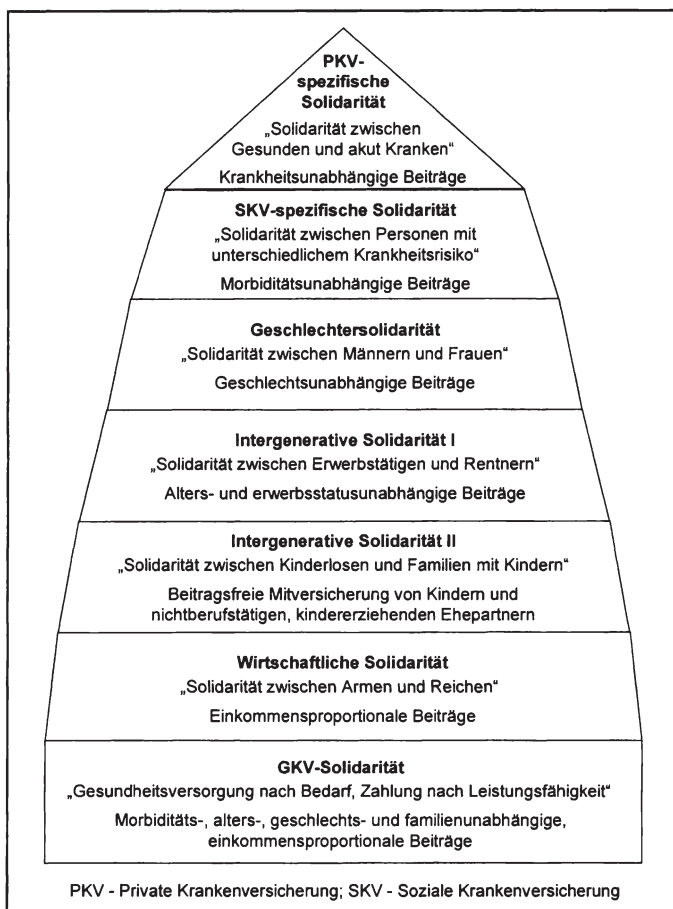 PKV-
spezifische
Solidarität
„Solidarität zwischen
Gesunden und akut Kranken“
Krankheitsunabhängige Beiträge
SKV-spezifische Solidarität
„Solidarität zwischen Personen mit
unterschiedlichem Krankheitsrisiko“
Morbiditätsunabhängige Beiträge
Geschlechtersolidarität
„Solidarität zwischen Männern und Frauen“
Geschlechtsunabhängige Beiträge
Intergenerative Solidarität I
„Solidarität zwischen Erwerbstätigen und Rentnern“
Alters- und erwerbsstatusunabhängige Beiträge
Intergenerative Solidarität II
„Solidarität zwischen Kinderlosen und Familien mit Kindern“
Beitragsfreie Mitversicherung von Kindern und
nichtberufstätigen, kindererziehenden Ehepartnern
Wirtschaftliche Solidarität
„Solidarität zwischen Armen und Reichen“
Einkommensproportionale Beiträge
GKV-Solidarität
„Gesundheitsversorgung nach Bedarf, Zahlung nach Leistungsfähigkeit“
Morbiditäts-, alters-, geschlechts- und familienunabhängige,
einkommensproportionale Beiträge
PKV - Private Krankenversicherung; SKV - Soziale Krankenversicherung